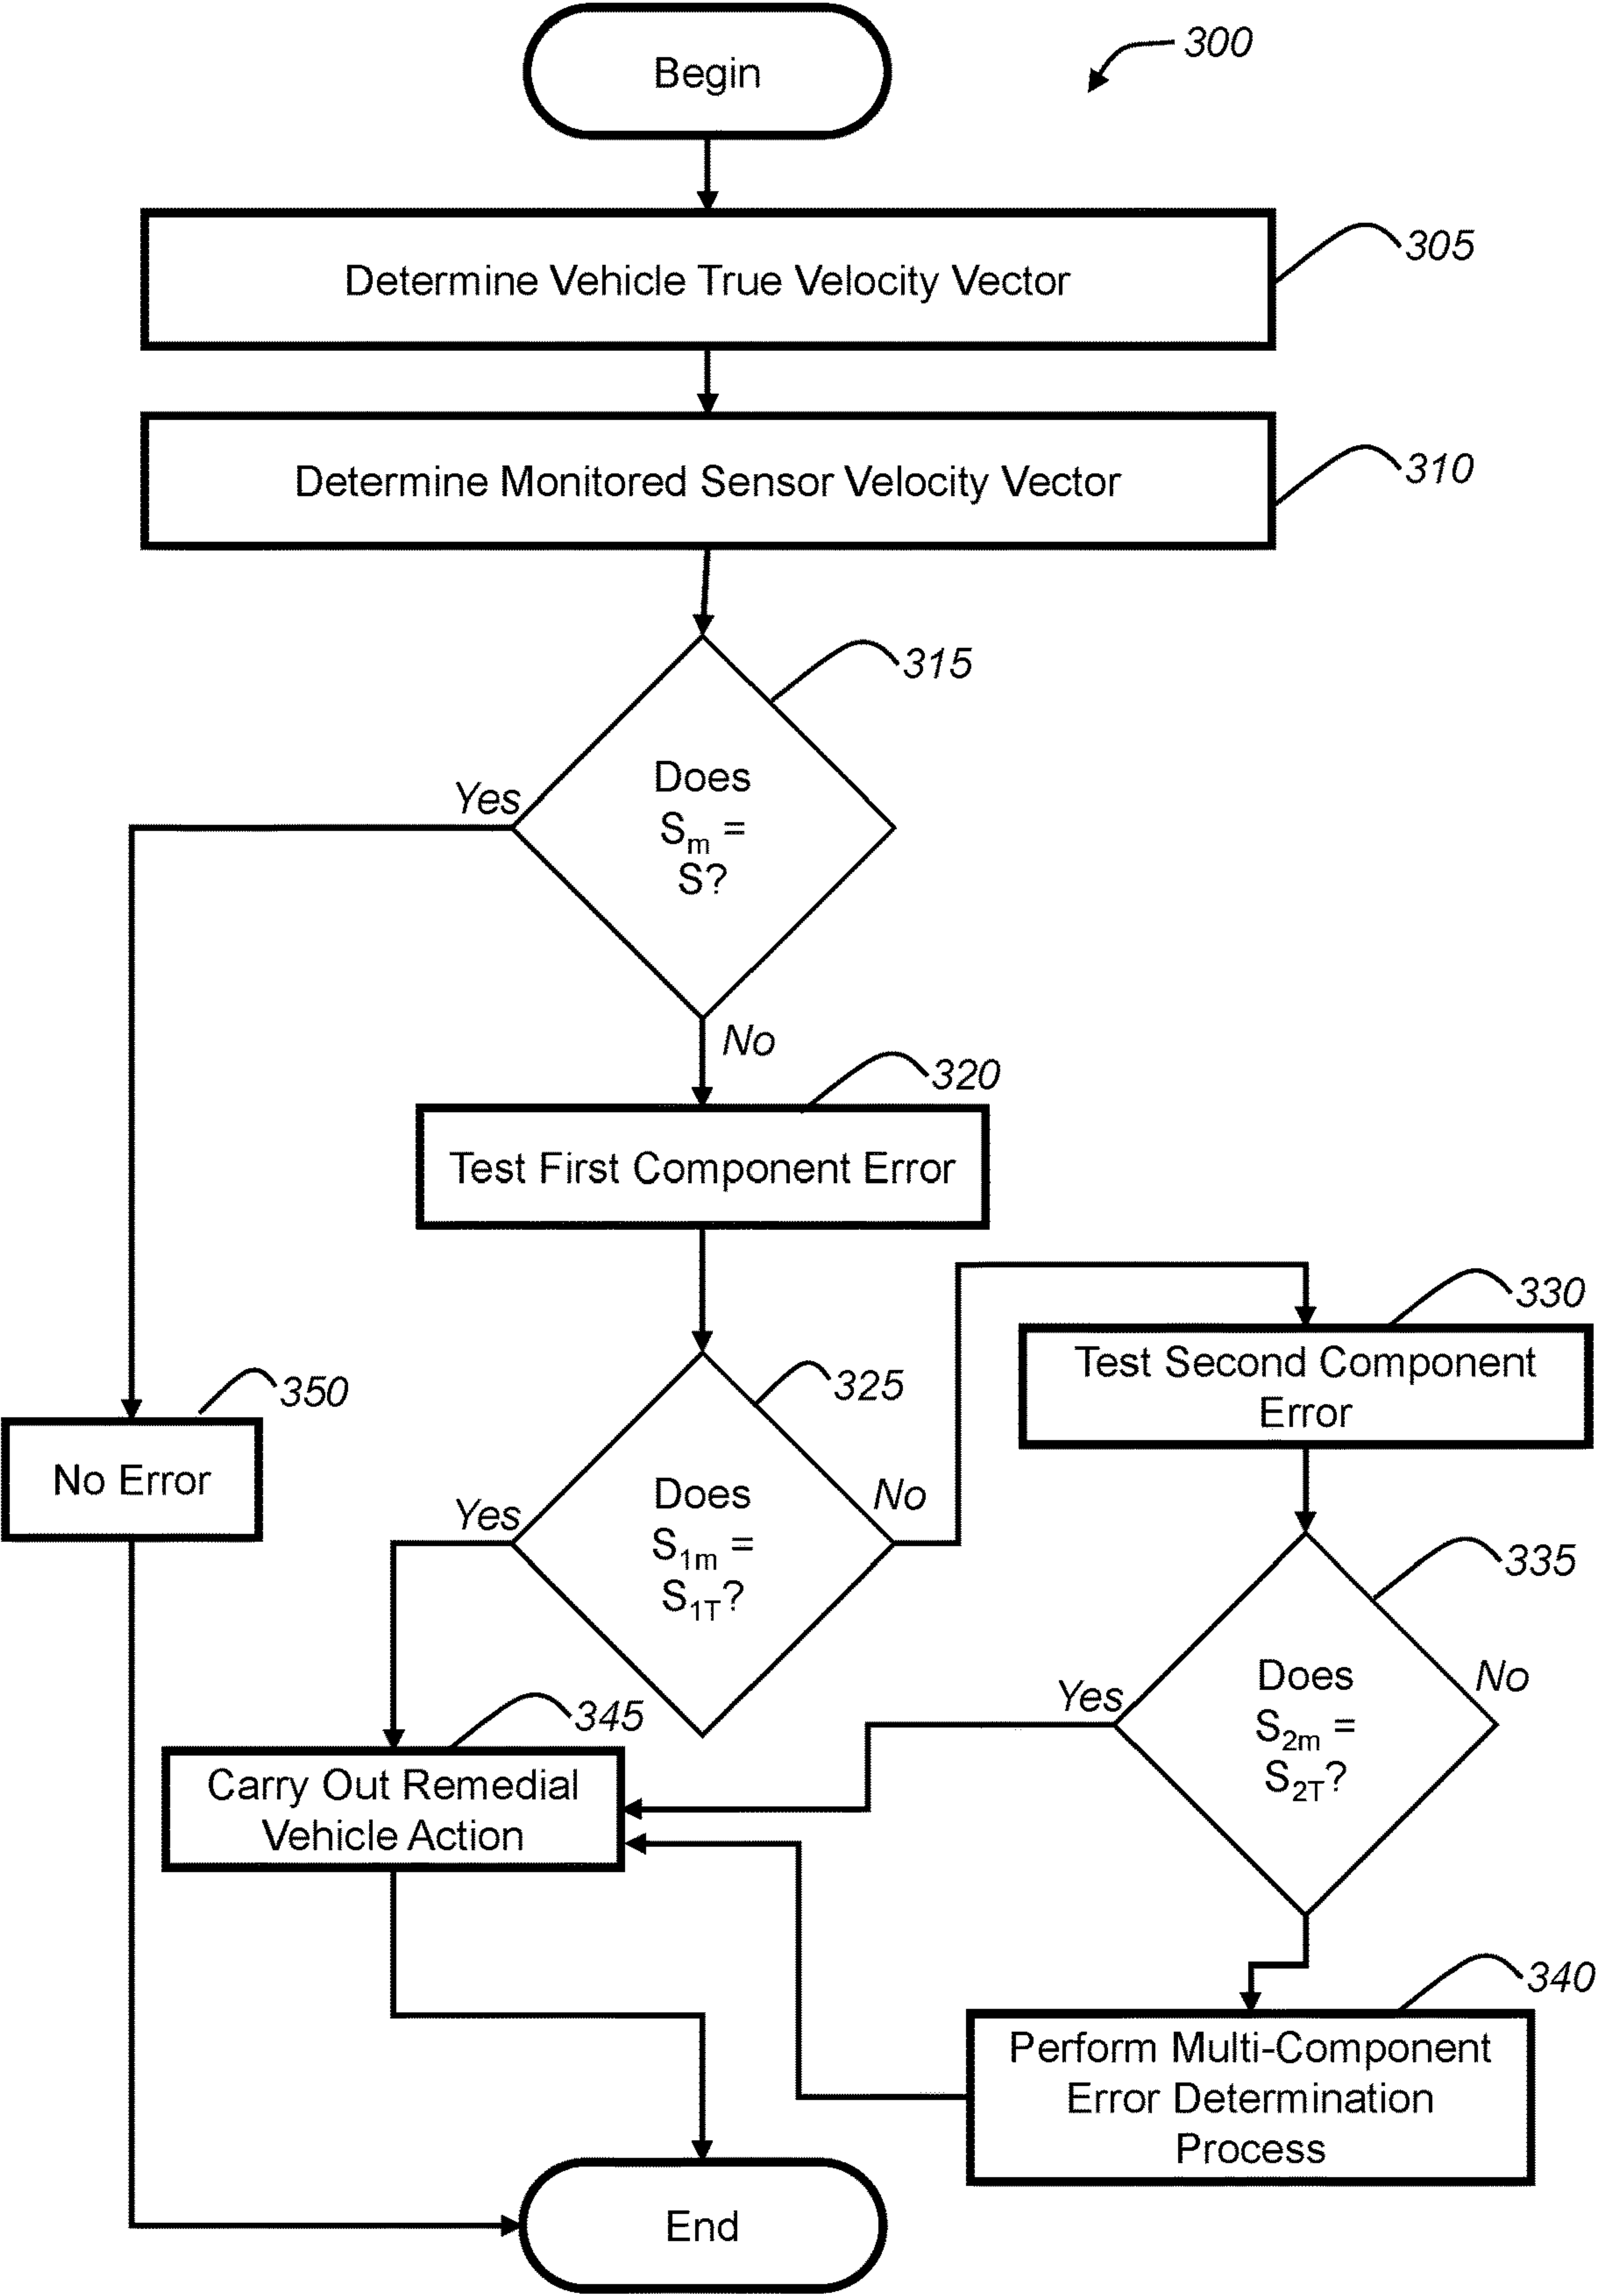 Begin
300
Determine Vehicle True Velocity Vector
305
Determine Monitored Sensor Velocity Vector
310
315
Does
Sm =
S?
Yes
No
320
Test First Component Error
330
Test Second Component
Error
350
No Error
325
Does
S1m =
S1T?
Yes
No
335
Does
S2m =
S2T?
Yes
No
345
Carry Out Remedial
Vehicle Action
340
Perform Multi-Component
Error Determination
Process
End